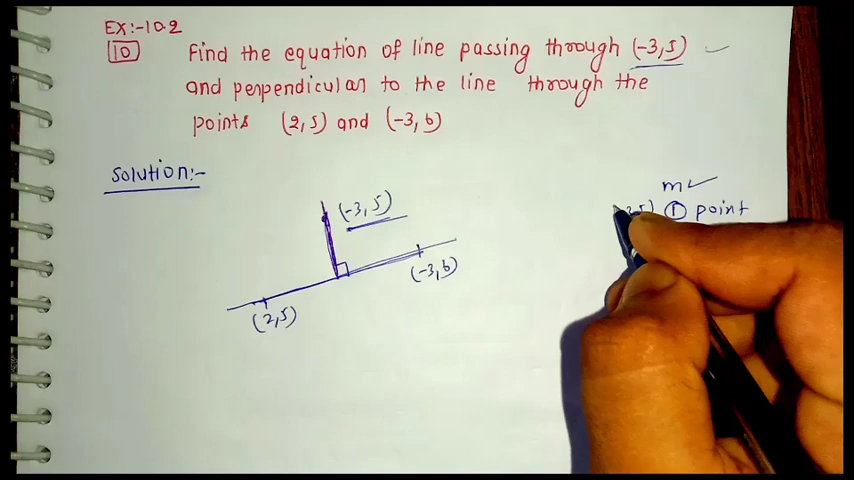 Ex:-10.2
10 Find the equation of line passing through (-3,5)
and perpendicular to the line through the
points (2,5) and (-3,6)
Solution:-
m
(-3,5)
1 point
(-3,6)
(2,5)